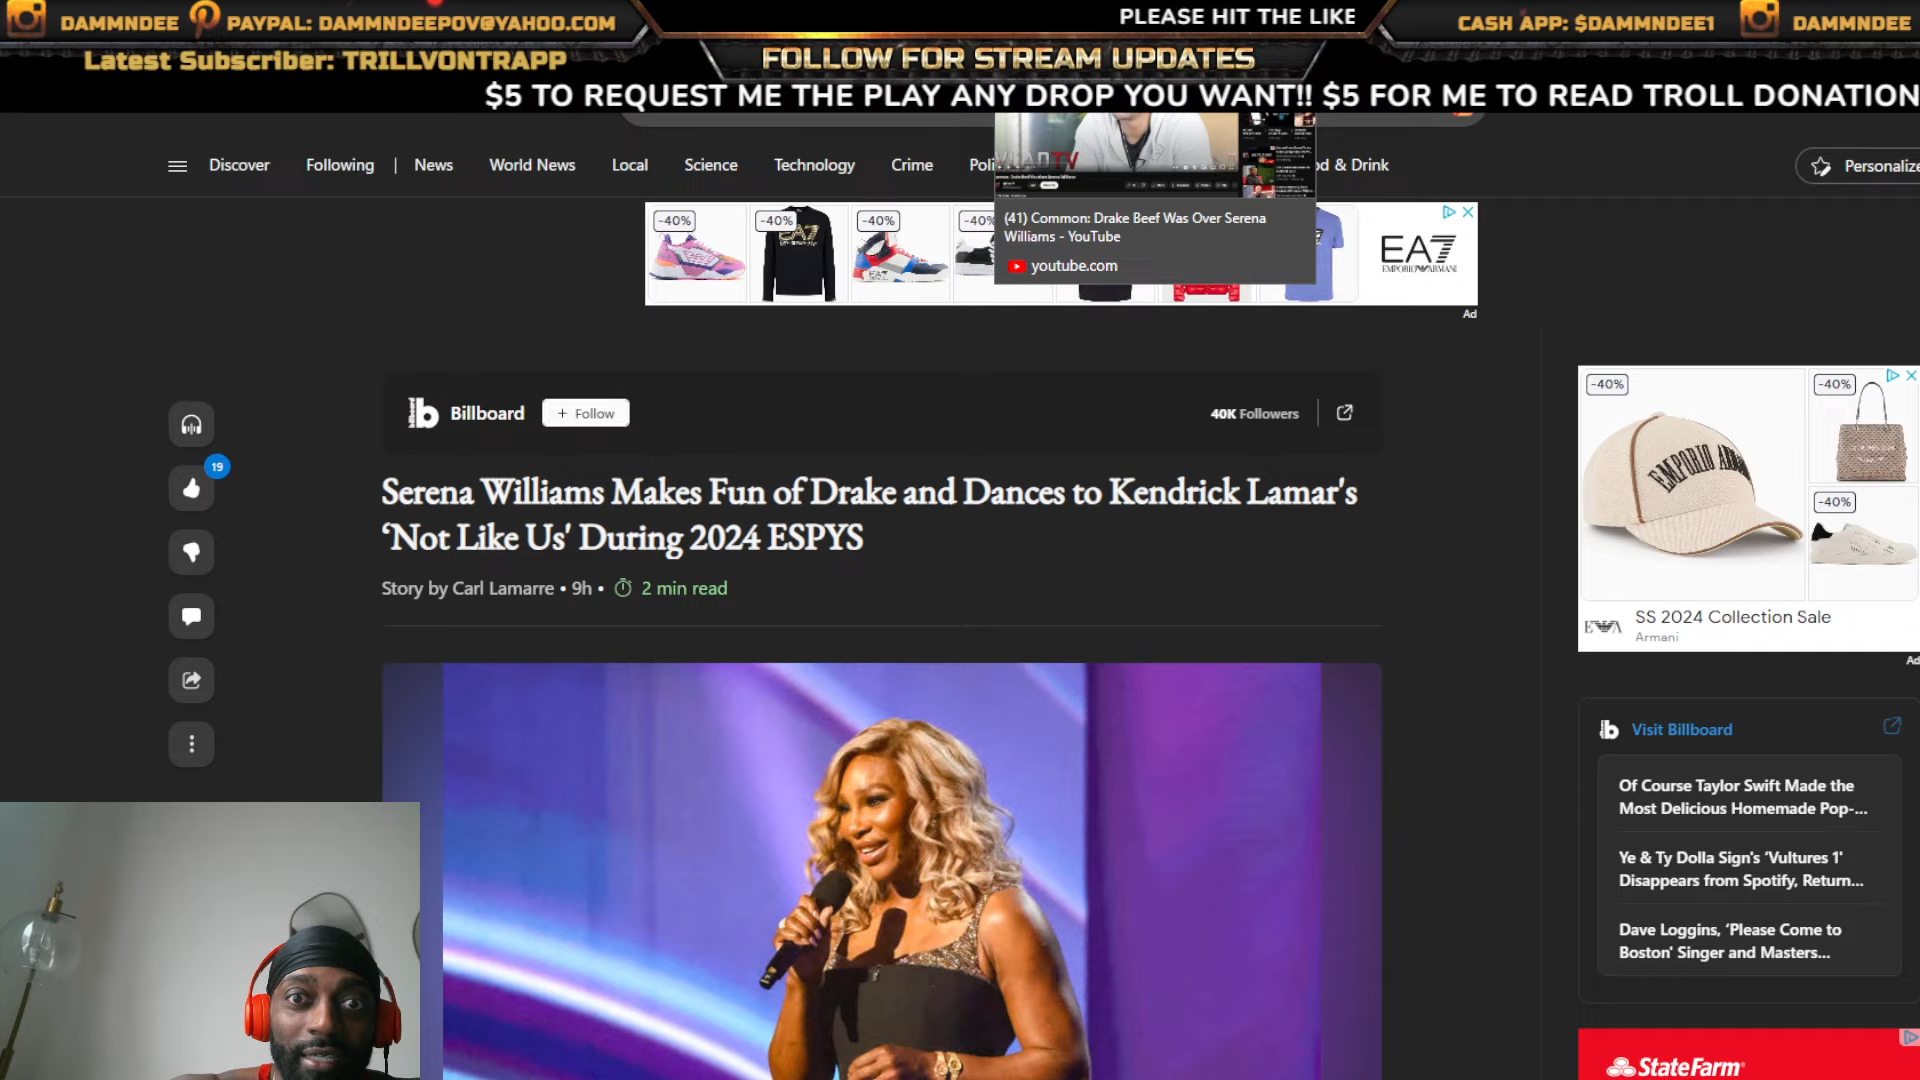 DAMMNDEE PAYPAL: DAMMNDEEPOV@YAHOO.COM
PLEASE HIT THE LIKE
CASH APP: $DAMMNDEE1 DAMMNDEE
Latest Subscriber: TRILLVONTRAPP
FOLLOW FOR STREAM UPDATES
$5 TO REQUEST ME THE PLAY ANY DROP YOU WANT!! $5 FOR ME TO READ TROLL DONATION
Discover Following | News World News Local Science Technology Crime Poli d & Drink
Personalize
VLADTV
(41) Common: Drake Beef Was Over Serena
Williams - YouTube
youtube.com
-40% -40% -40% -40%
EA7
EMPORIO ARMANI
Ad
Billboard + Follow
40K Followers
19
Serena Williams Makes Fun of Drake and Dances to Kendrick Lamar's
‘Not Like Us' During 2024 ESPYS
Story by Carl Lamarre • 9h • 2 min read
-40% -40%
-40%
SS 2024 Collection Sale
Armani
Ad
Visit Billboard
Of Course Taylor Swift Made the
Most Delicious Homemade Pop-...
Ye & Ty Dolla Sign's ‘Vultures 1'
Disappears from Spotify, Return...
Dave Loggins, ‘Please Come to
Boston' Singer and Masters...
StateFarm